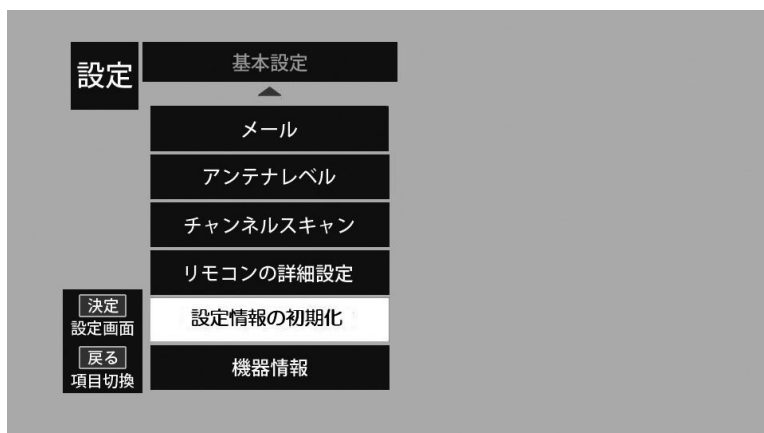 設定
基本設定
メール
アンテナレベル
チャンネルスキャン
リモコンの詳細設定
設定情報の初期化
機器情報
決定
設定画面
戻る
項目切換